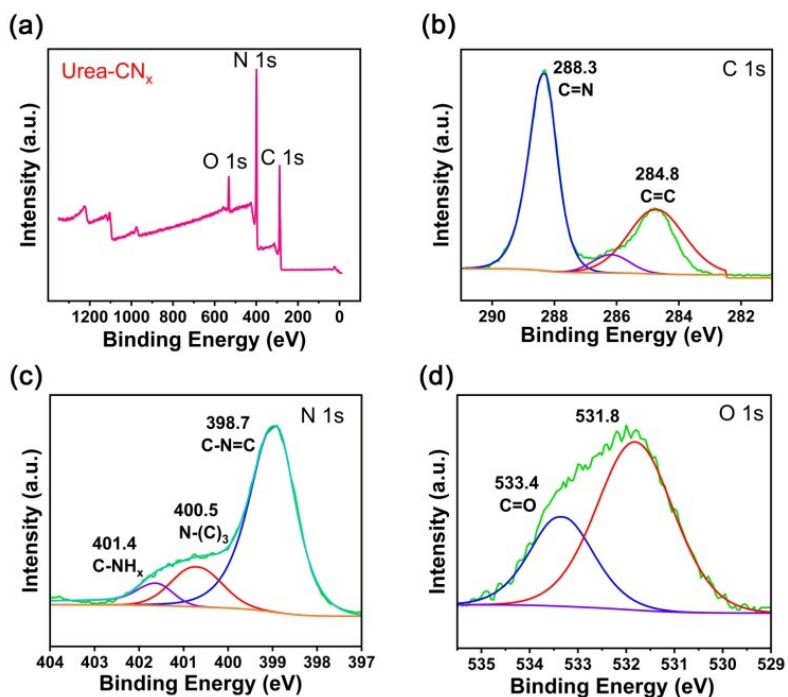 (a)
Urea-CNx
N 1s
O 1s
C 1s
Intensity (a.u.)
1200 1000 800 600 400 200 0
Binding Energy (eV)
(b)
C 1s
288.3
C=N
284.8
C=C
Intensity (a.u.)
290 288 286 284 282
Binding Energy (eV)
(c)
N 1s
398.7
C-N=C
400.5
N-(C)3
401.4
C-NHx
Intensity (a.u.)
404 403 402 401 400 399 398 397
Binding Energy (eV)
(d)
O 1s
531.8
533.4
C=O
Intensity (a.u.)
535 534 533 532 531 530 529
Binding Energy (eV)